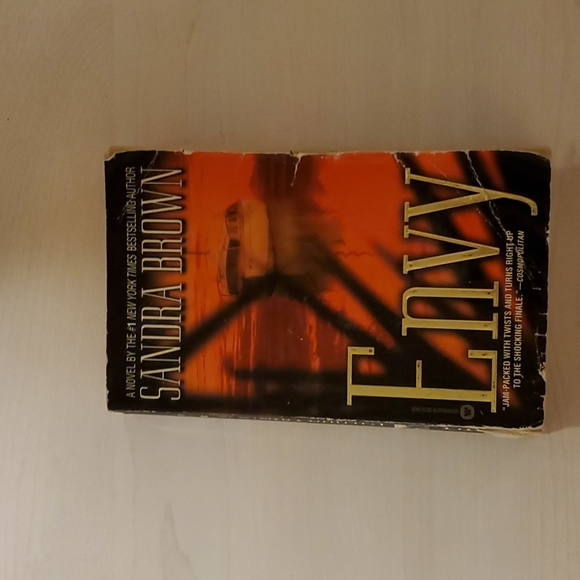 A NOVEL BY THE #1 NEW YORK TIMES BESTSELLING AUTHOR
SANDRA BROWN
Envy
"JAM-PACKED WITH TWISTS AND TURNS RIGHT UP
TO THE SHOCKING FINALE." —COSMOPOLITAN